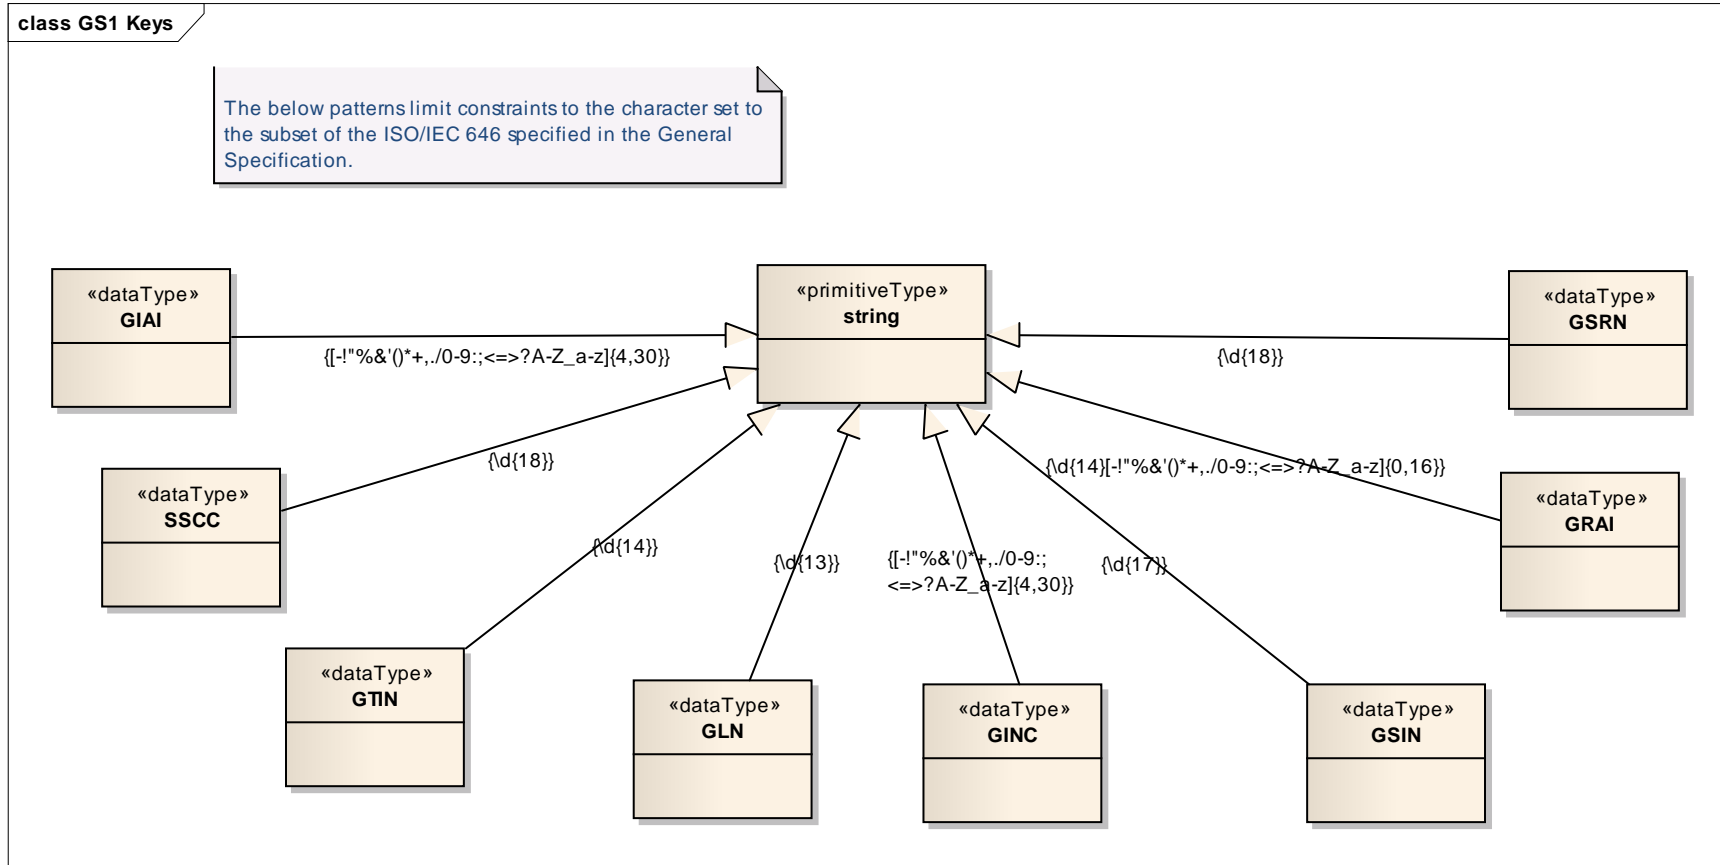 class GS1 Keys
The below patterns limit constraints to the character set to
the subset of the ISO/IEC 646 specified in the General
Specification.
«dataType»
GIAI
«primitiveType»
string
«dataType»
GSRN
{[-!"%&'()*+,./0-9:;<=>?A-Z_a-z]{4,30}}
{\d{18}}
«dataType»
SSCC
{\d{18}}
{\d{14}[-!"%&'()*+,./0-9:;<=>?A-Z_a-z]{0,16}}
«dataType»
GRAI
{\d{14}}
{\d{13}}
{[-!"%&'()*+,./0-9:;
<=>?A-Z_a-z]{4,30}}
{\d{17}}
«dataType»
GTIN
«dataType»
GLN
«dataType»
GINC
«dataType»
GSIN